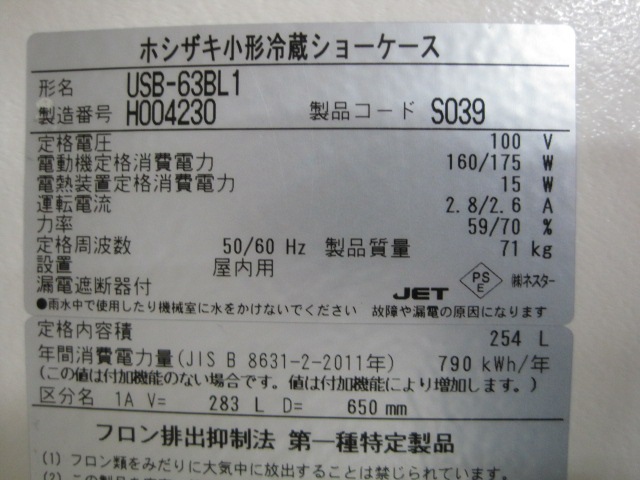 ホシザキ小形冷蔵ショーケース
形名 USB-63BL1
製造番号 H004230 製品コード S039
定格電圧 100 V
電動機定格消費電力 160/175 W
電熱装置定格消費電力 15 W
運転電流 2.8/2.6 A
力率 59/70 %
定格周波数 50/60 Hz 製品質量 71 kg
設置 屋内用
漏電遮断器付 JET PS E ㈱ネスター
●雨水中で使用したり機械室に水をかけないでください 故障や漏電の原因になります
定格内容積 254 L
年間消費電力量(JIS B 8631-2-2011年) 790 kWh/年
(この値は付加機能のない場合です。値は付加機能により増加します。)
区分名 1A V= 283 L D= 650 mm
フロン排出抑制法 第一種特定製品
(1) フロン類をみだりに大気中に放出することは禁じられています。